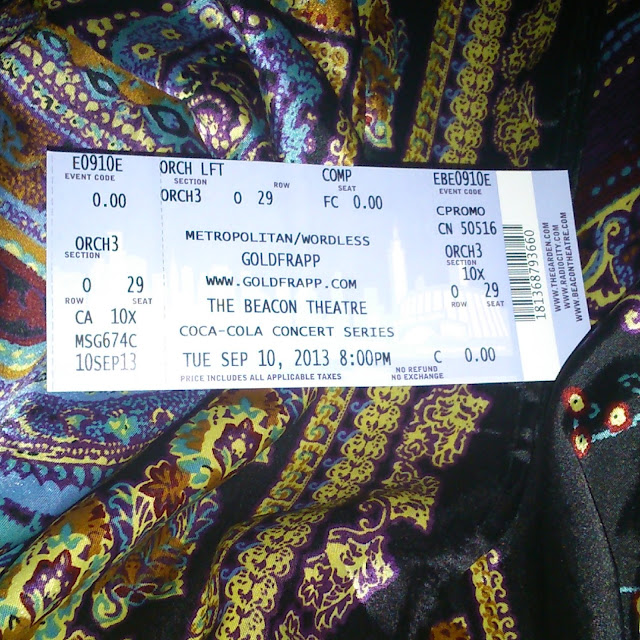 E0910E
EVENT CODE
0.00
ORCH3
SECTION
0 29
ROW SEAT
CA 10X
MSG674C
10SEP13
ORCH LFT COMP
SECTION ROW SEAT
ORCH3 0 29 FC 0.00
METROPOLITAN/WORDLESS
GOLDFRAPP
WWW.GOLDFRAPP.COM
THE BEACON THEATRE
COCA-COLA CONCERT SERIES
TUE SEP 10, 2013 8:00PM
PRICE INCLUDES ALL APPLICABLE TAXES
NO REFUND
NO EXCHANGE
EBE0910E
EVENT CODE
CPROMO
CN 50516
ORCH3
SECTION
10X
0 29
ROW SEAT
C 0.00
181368793660
WWW.THEGARDEN.COM
WWW.RADIOCITY.COM
WWW.BEACONTHEATRE.COM